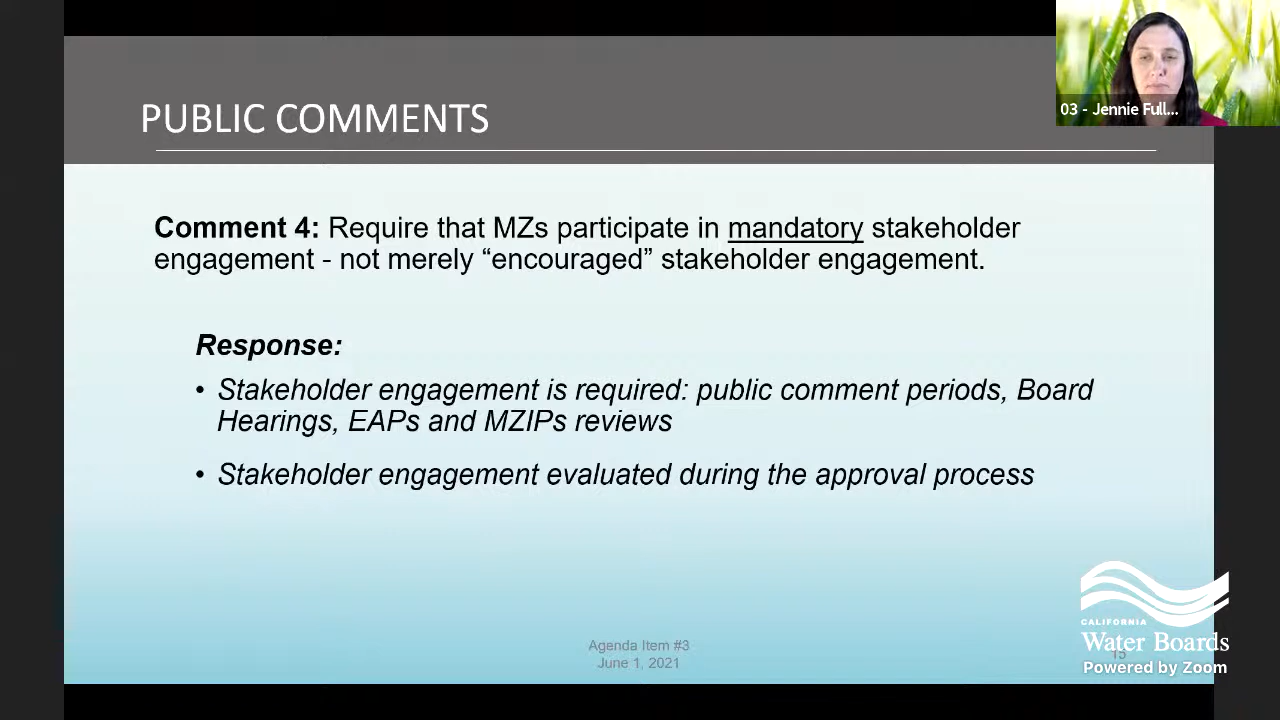 PUBLIC COMMENTS
03 - Jennie Full...
Comment 4: Require that MZs participate in mandatory stakeholder
engagement - not merely “encouraged” stakeholder engagement.
Response:
• Stakeholder engagement is required: public comment periods, Board
Hearings, EAPs and MZIPs reviews
• Stakeholder engagement evaluated during the approval process
Agenda Item #3
June 1, 2021
15
CALIFORNIA
Water Boards
Powered by Zoom